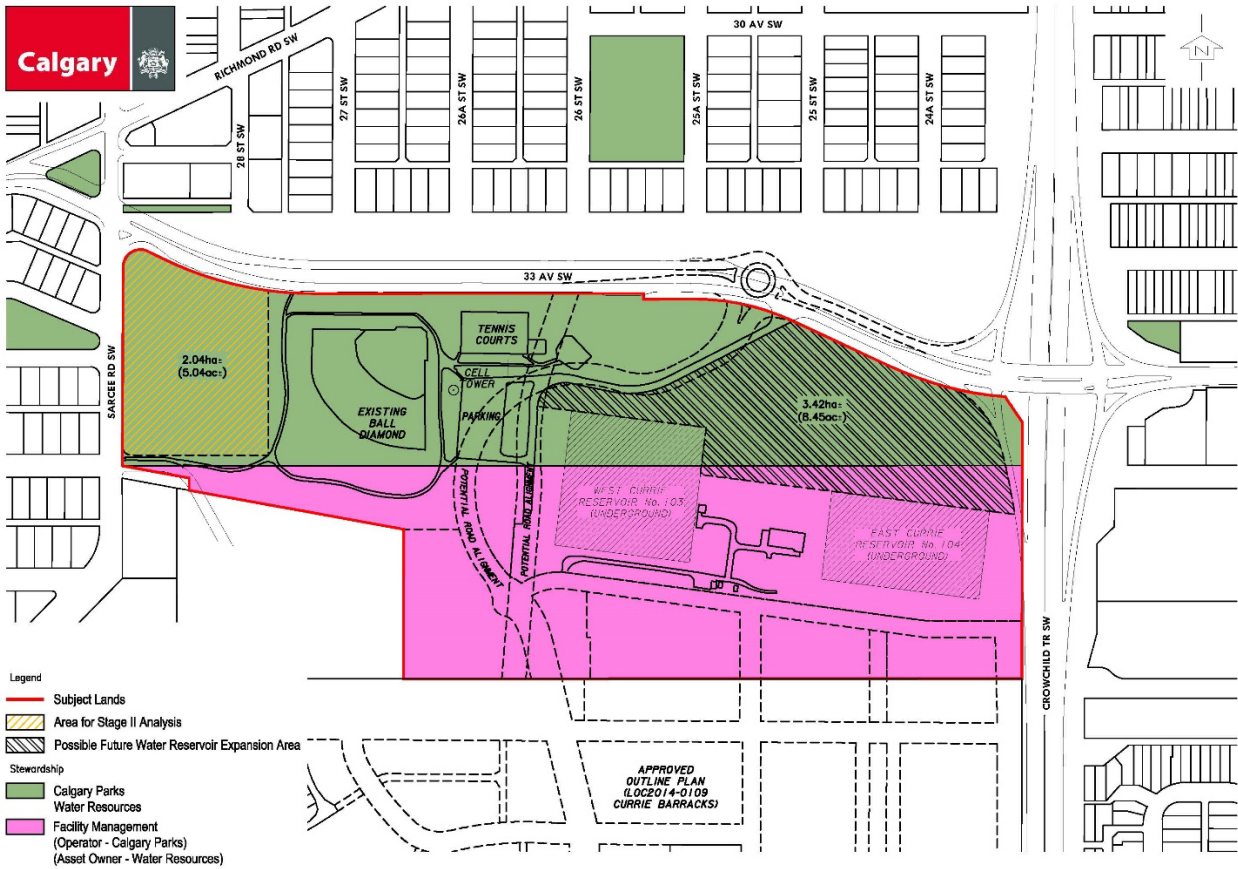 Calgary
30 AV SW
N
RICHMOND RD SW
27 ST SW
26A ST SW
26 ST SW
25A ST SW
25 ST SW
24A ST SW
28 ST SW
33 AV SW
SARCEE RD SW
2.04ha±
(5.04ac±)
TENNIS
COURTS
CELL
TOWER
PARKING
EXISTING
BALL
DIAMOND
3.42ha±
(8.45ac±)
POTENTIAL ROAD ALIGNMENT
POTENTIAL ROAD ALIGNMENT
WEST CURRIE
RESERVOIR No. 103
(UNDERGROUND)
EAST CURRIE
RESERVOIR No. 104
(UNDERGROUND)
CROWCHILD TR SW
APPROVED
OUTLINE PLAN
(LOC2014-0109
CURRIE BARRACKS)
Legend
Subject Lands
Area for Stage II Analysis
Possible Future Water Reservoir Expansion Area
Stewardship
Calgary Parks
Water Resources
Facility Management
(Operator - Calgary Parks)
(Asset Owner - Water Resources)